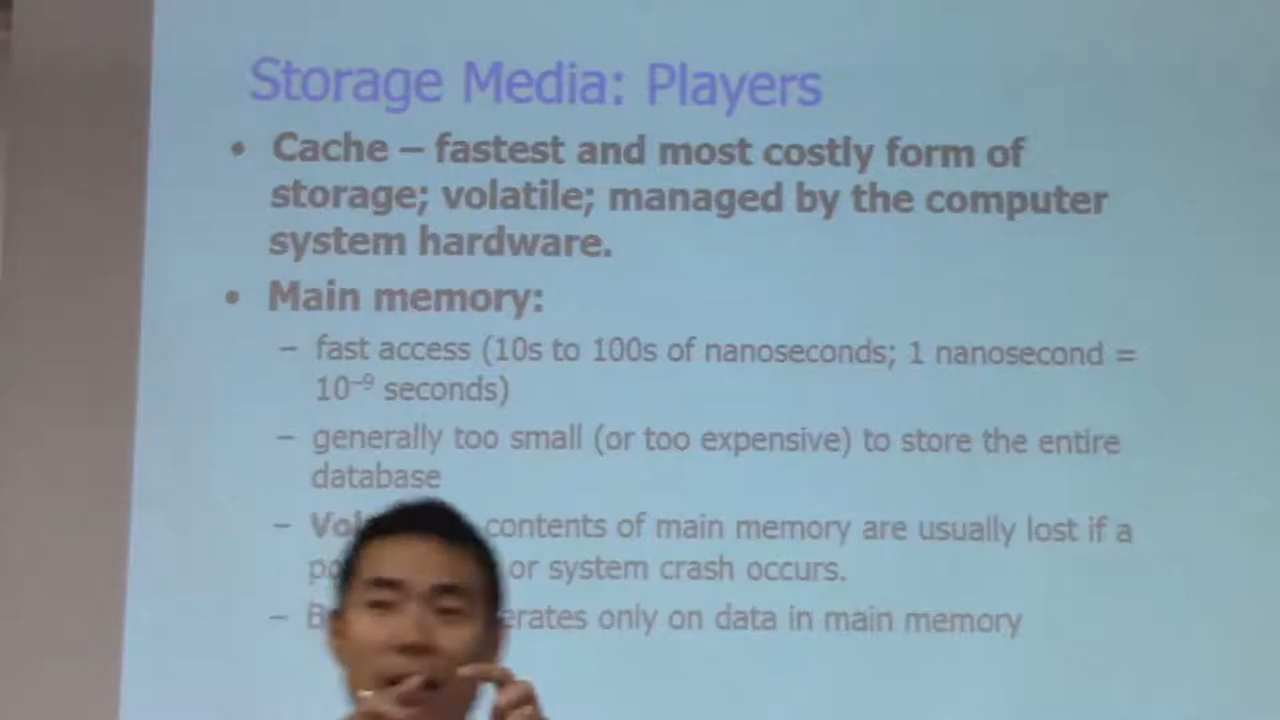 Storage Media: Players
• Cache – fastest and most costly form of
storage; volatile; managed by the computer
system hardware.
• Main memory:
– fast access (10s to 100s of nanoseconds; 1 nanosecond =
10⁻⁹ seconds)
– generally too small (or too expensive) to store the entire
database
– contents of main memory are usually lost if a
or system crash occurs.
– only on data in main memory